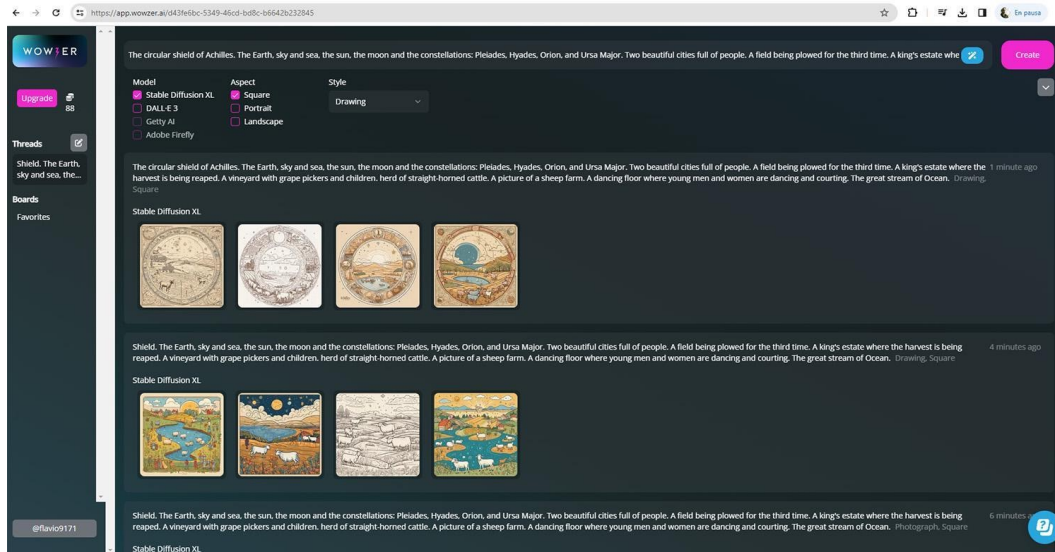 https://app.wowzer.ai/d43fe6bc-5349-46cd-bd8c-b6642b232845
En pausa
WOWZER
Upgrade
88
Threads
Shield. The Earth,
sky and sea, the...
Boards
Favorites
@flavio9171
The circular shield of Achilles. The Earth, sky and sea, the sun, the moon and the constellations: Pleiades, Hyades, Orion, and Ursa Major. Two beautiful cities full of people. A field being plowed for the third time. A king's estate whe
Create
Model
Aspect
Style
Stable Diffusion XL
Square
Drawing
DALL-E 3
Portrait
Getty AI
Landscape
Adobe Firefly
The circular shield of Achilles. The Earth, sky and sea, the sun, the moon and the constellations: Pleiades, Hyades, Orion, and Ursa Major. Two beautiful cities full of people. A field being plowed for the third time. A king's estate where the
1 minute ago
harvest is being reaped. A vineyard with grape pickers and children. herd of straight-horned cattle. A picture of a sheep farm. A dancing floor where young men and women are dancing and courting. The great stream of Ocean. Drawing,
Square
Stable Diffusion XL
Shield. The Earth, sky and sea, the sun, the moon and the constellations: Pleiades, Hyades, Orion, and Ursa Major. Two beautiful cities full of people. A field being plowed for the third time. A king's estate where the harvest is being
4 minutes ago
reaped. A vineyard with grape pickers and children. herd of straight-horned cattle. A picture of a sheep farm. A dancing floor where young men and women are dancing and courting. The great stream of Ocean. Drawing, Square
Stable Diffusion XL
Shield. The Earth, sky and sea, the sun, the moon and the constellations: Pleiades, Hyades, Orion, and Ursa Major. Two beautiful cities full of people. A field being plowed for the third time. A king's estate where the harvest is being
6 minutes
reaped. A vineyard with grape pickers and children. herd of straight-horned cattle. A picture of a sheep farm. A dancing floor where young men and women are dancing and courting. The great stream of Ocean. Photograph, Square
Stable Diffusion XL